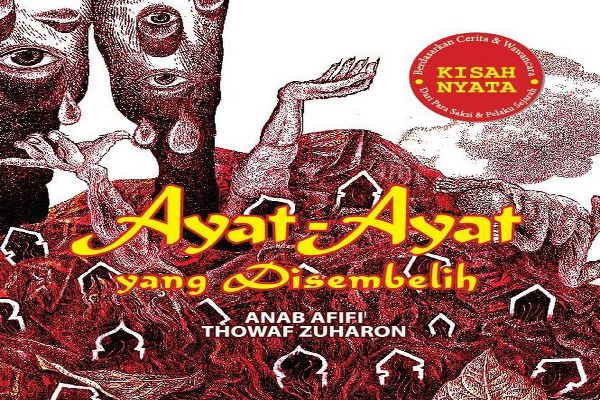 Berdasarkan Cerita & Wawancara
KISAH
NYATA
Dari Para Saksi & Pelaku Sejarah
Ayat-Ayat
yang Disembelih
ANAB AFIFI
THOWAF ZUHARON